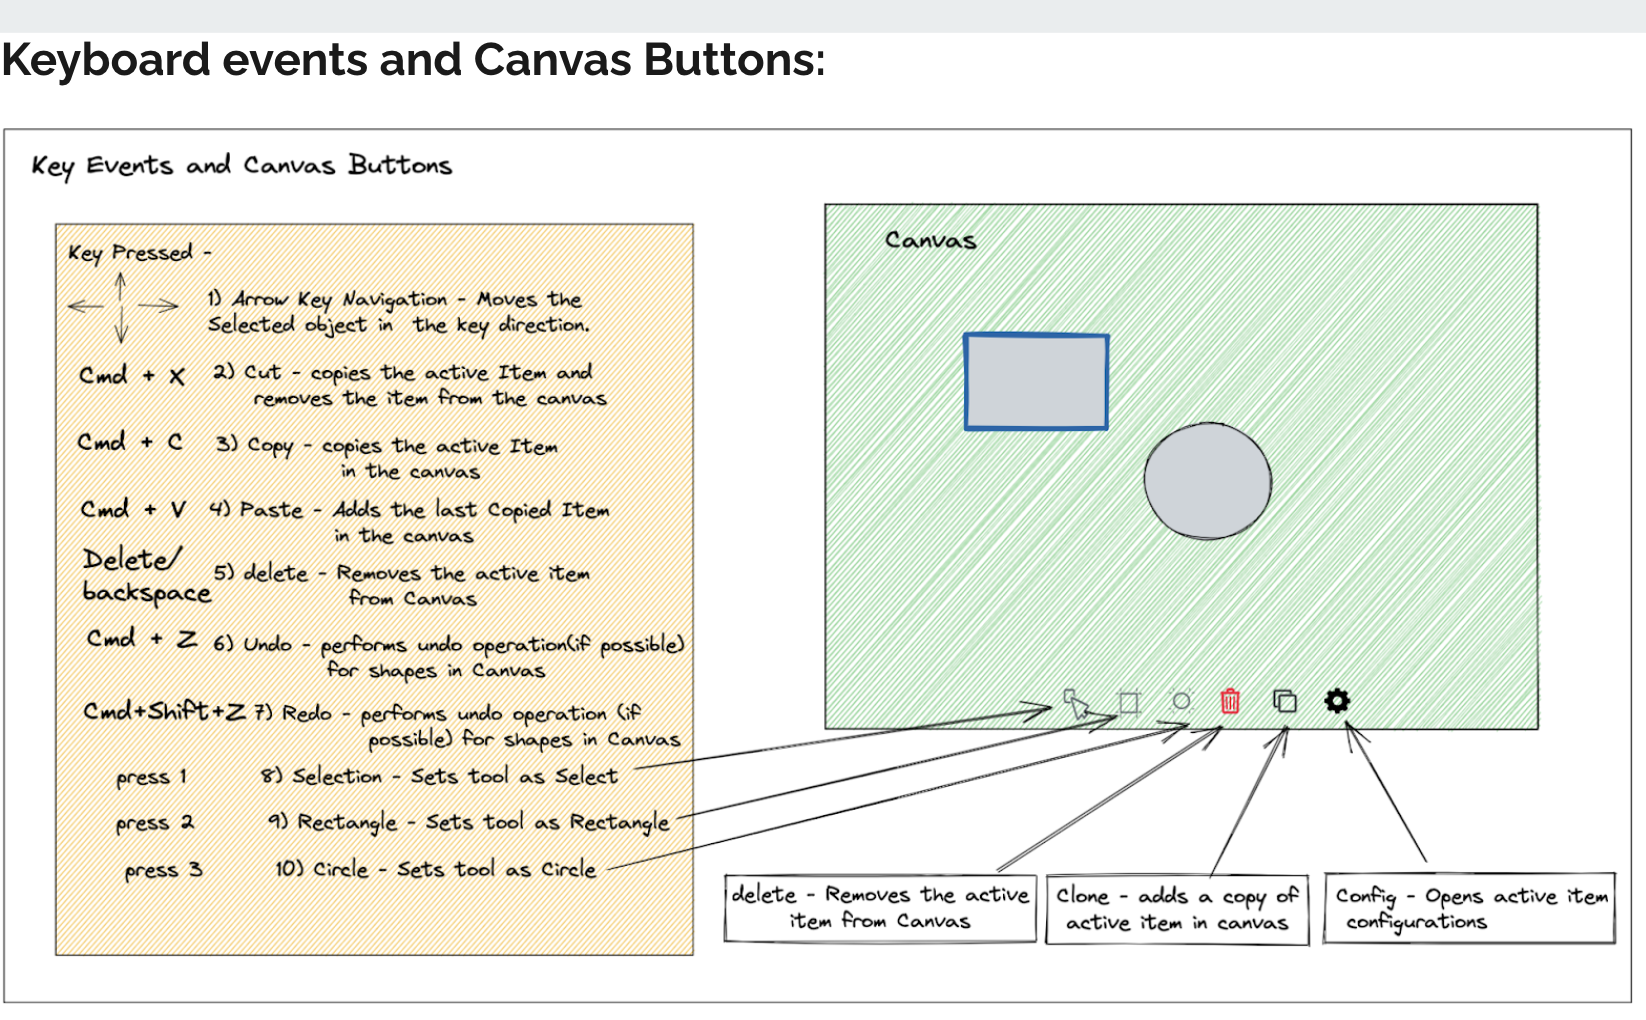 Keyboard events and Canvas Buttons:
Key Events and Canvas Buttons
Key Pressed -
1) Arrow Key Navigation - Moves the
Selected object in the key direction.
Cmd + X 2) Cut - copies the active Item and
removes the item from the canvas
Cmd + C 3) Copy - copies the active Item
in the canvas
Cmd + V 4) Paste - Adds the last Copied Item
in the canvas
Delete/
backspace 5) delete - Removes the active item
from Canvas
Cmd + Z 6) Undo - performs undo operation(if possible)
for shapes in Canvas
Cmd+Shift+Z 7) Redo - performs undo operation (if
possible) for shapes in Canvas
press 1 8) Selection - Sets tool as Select
press 2 9) Rectangle - Sets tool as Rectangle
press 3 10) Circle - Sets tool as Circle
Canvas
delete - Removes the active
item from Canvas
Clone - adds a copy of
active item in canvas
Config - Opens active item
configurations